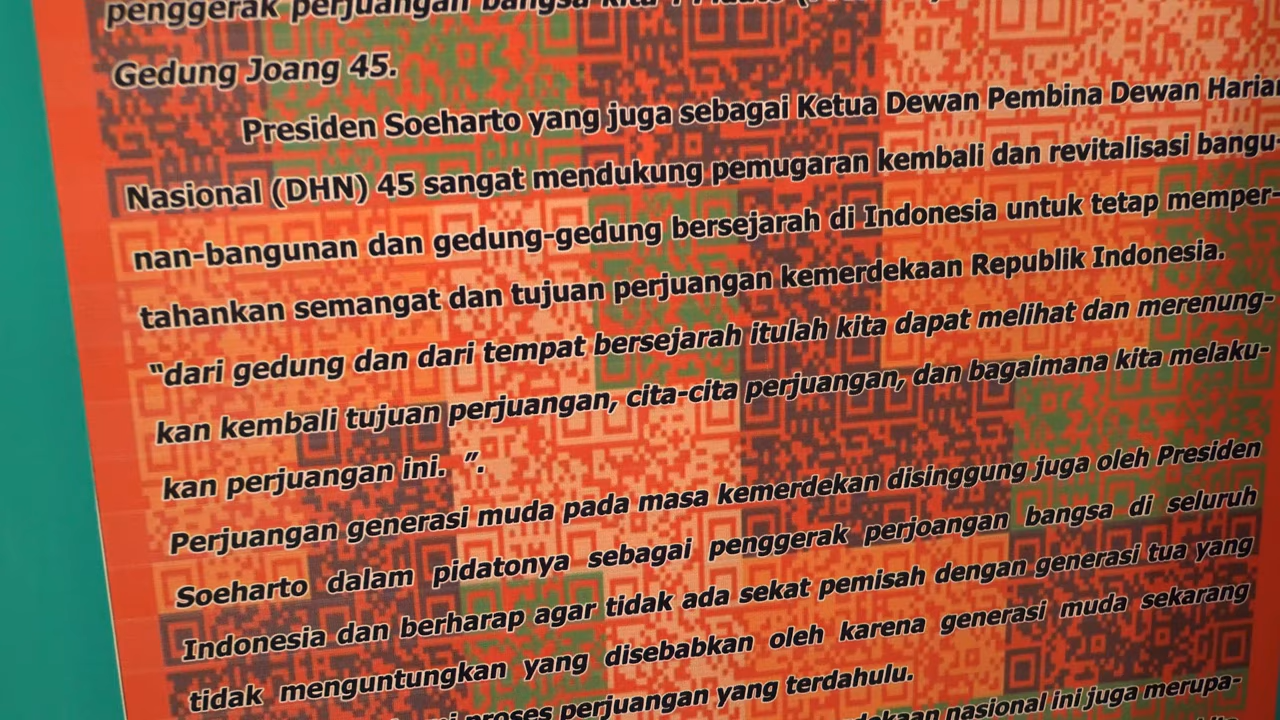 penggerak perjuangan bangsa kita
Gedung Joang 45.
Presiden Soeharto yang juga sebagai Ketua Dewan Pembina Dewan Harian
Nasional (DHN) 45 sangat mendukung pemugaran kembali dan revitalisasi bangu-
nan-bangunan dan gedung-gedung bersejarah di Indonesia untuk tetap memper-
tahankan semangat dan tujuan perjuangan kemerdekaan Republik Indonesia.
"dari gedung dan dari tempat bersejarah itulah kita dapat melihat dan merenung-
kan kembali tujuan perjuangan, cita-cita perjuangan, dan bagaimana kita melaku-
kan perjuangan ini. ”.
Perjuangan generasi muda pada masa kemerdekan disinggung juga oleh Presiden
Soeharto dalam pidatonya sebagai penggerak perjoangan bangsa di seluruh
Indonesia dan berharap agar tidak ada sekat pemisah dengan generasi tua yang
tidak menguntungkan yang disebabkan oleh karena generasi muda sekarang
proses perjuangan yang terdahulu.
nasional ini juga merupa-